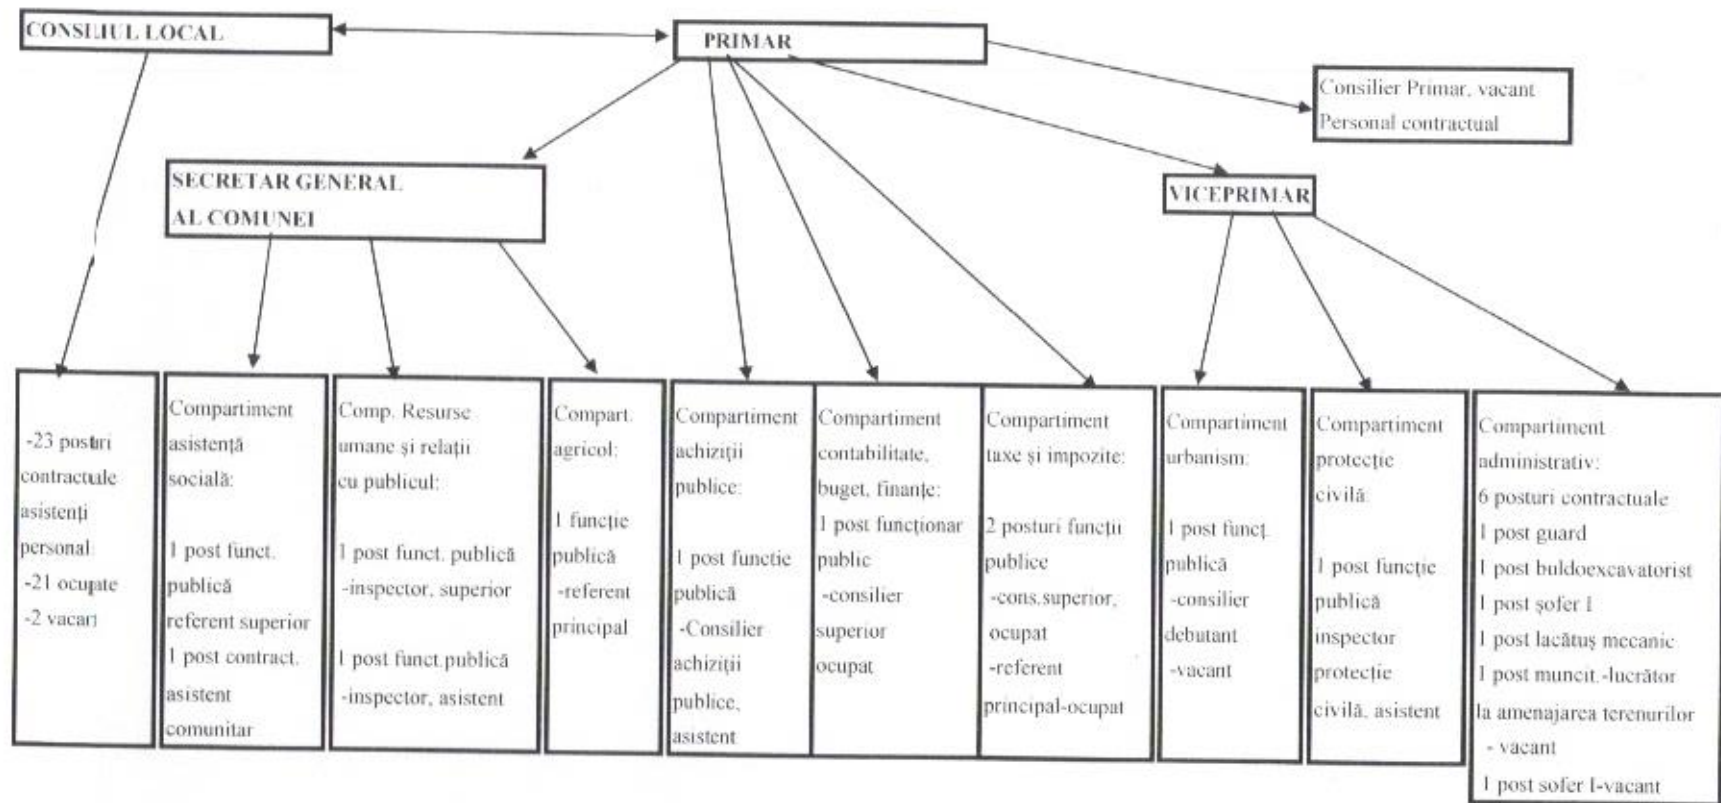 CONSILIUL LOCAL
PRIMAR
Consilier Primar, vacant
Personal contractual
SECRETAR GENERAL
AL COMUNEI
VICEPRIMAR
-23 posturi
contractuale
asistenți
personal
-21 ocupate
-2 vacant
Compartiment
asistență
socială:
1 post funct.
publică
referent superior
1 post contract.
asistent
comunitar
Comp. Resurse
umane și relații
cu publicul:
1 post funct. publică
-inspector, superior
1 post funct.publică
-inspector, asistent
Compart.
agricol:
1 funcție
publică
-referent
principal
Compartiment
achiziții
publice:
1 post functie
publică
-Consilier
achiziții
publice,
asistent
Compartiment
contabilitate,
buget, finanțe:
1 post funcționar
public
-consilier
superior
ocupat
Compartiment
taxe și impozite:
2 posturi funcții
publice
-cons.superior,
ocupat
-referent
principal-ocupat
Compartiment
urbanism:
1 post funcț.
publică
-consilier
debutant
-vacant
Compartiment
protecție
civilă:
1 post funcție
publică
inspector
protecție
civilă, asistent
Compartiment
administrativ:
6 posturi contractuale
1 post guard
1 post buldoexcavatorist
1 post șofer I
1 post lacătuș mecanic
1 post muncit.-lucrător
la amenajarea terenurilor
- vacant
1 post sofer I-vacant